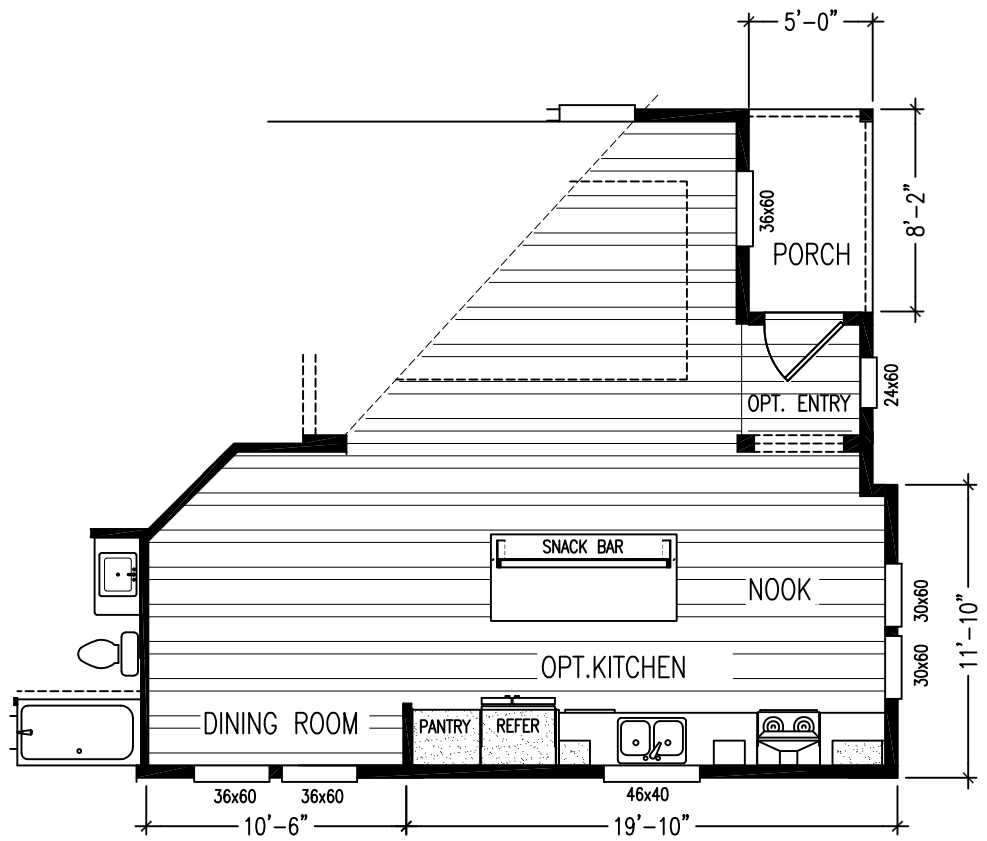 5'-0"
36x60
8'-2"
PORCH
24x60
OPT. ENTRY
SNACK BAR
NOOK
30x60
11'-10"
OPT.KITCHEN
30x60
DINING ROOM
PANTRY
REFER
36x60
36x60
46x40
10'-6"
19'-10"